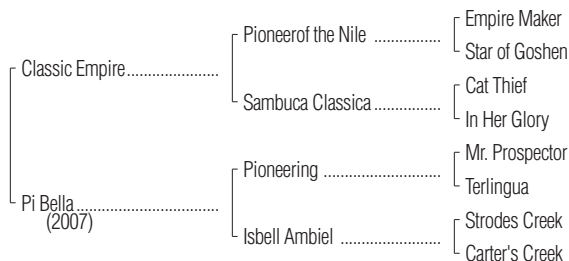 Empire Maker
Pioneerof the Nile ................
Star of Goshen
Classic Empire......................
Cat Thief
Sambuca Classica ................
In Her Glory
Mr. Prospector
Pioneering ............................
Terlingua
Pi Bella ..................................
(2007)
Strodes Creek
Isbell Ambiel ........................
Carter's Creek